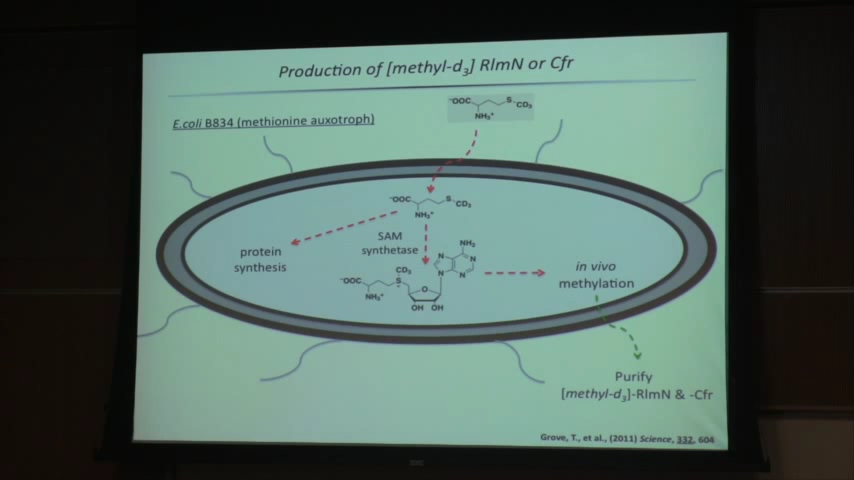 Production of [methyl-d3] RlmN or Cfr
E.coli B834 (methionine auxotroph)
⁻OOC
S
CD3
NH3⁺
⁻OOC
S
CD3
NH3⁺
protein
synthesis
SAM
synthetase
NH2
N
N
N
N
⁻OOC
CD3
S
+
NH3⁺
O
OH OH
in vivo
methylation
Purify
[methyl-d3]-RlmN & -Cfr
Grove, T., et al., (2011) Science, 332, 604